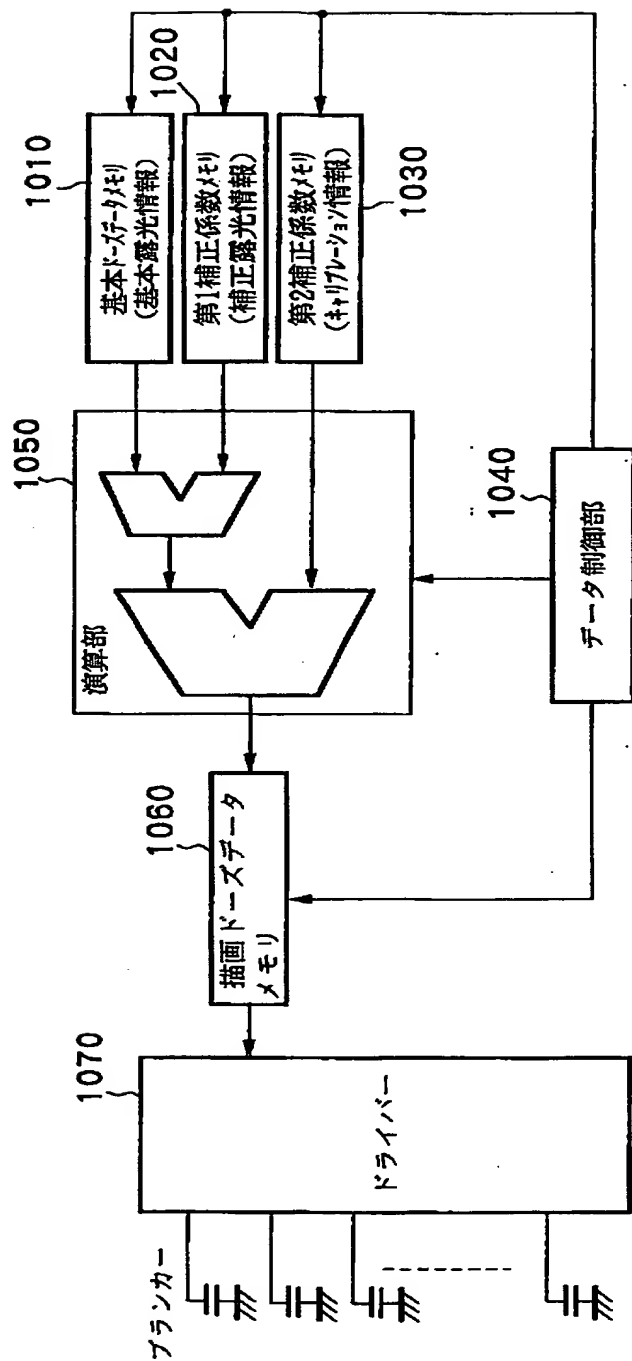 1010
基本ドーズデータメモリ
(基本露光情報)
1020
第1補正係数メモリ
(補正露光情報)
第2補正係数メモリ
(キャリブレーション情報)
1030
1050
演算部
1040
データ制御部
1060
描画ドーズデータ
メモリ
1070
ドライバー
ブランカー